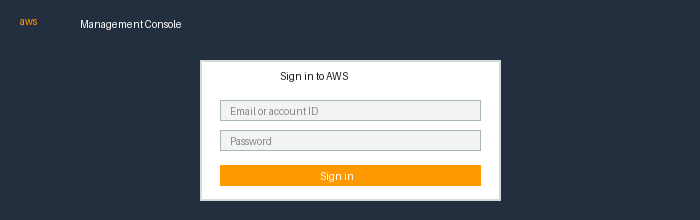 aws
Management Console
Sign in to AWS
Email or account ID
Password
Sign in